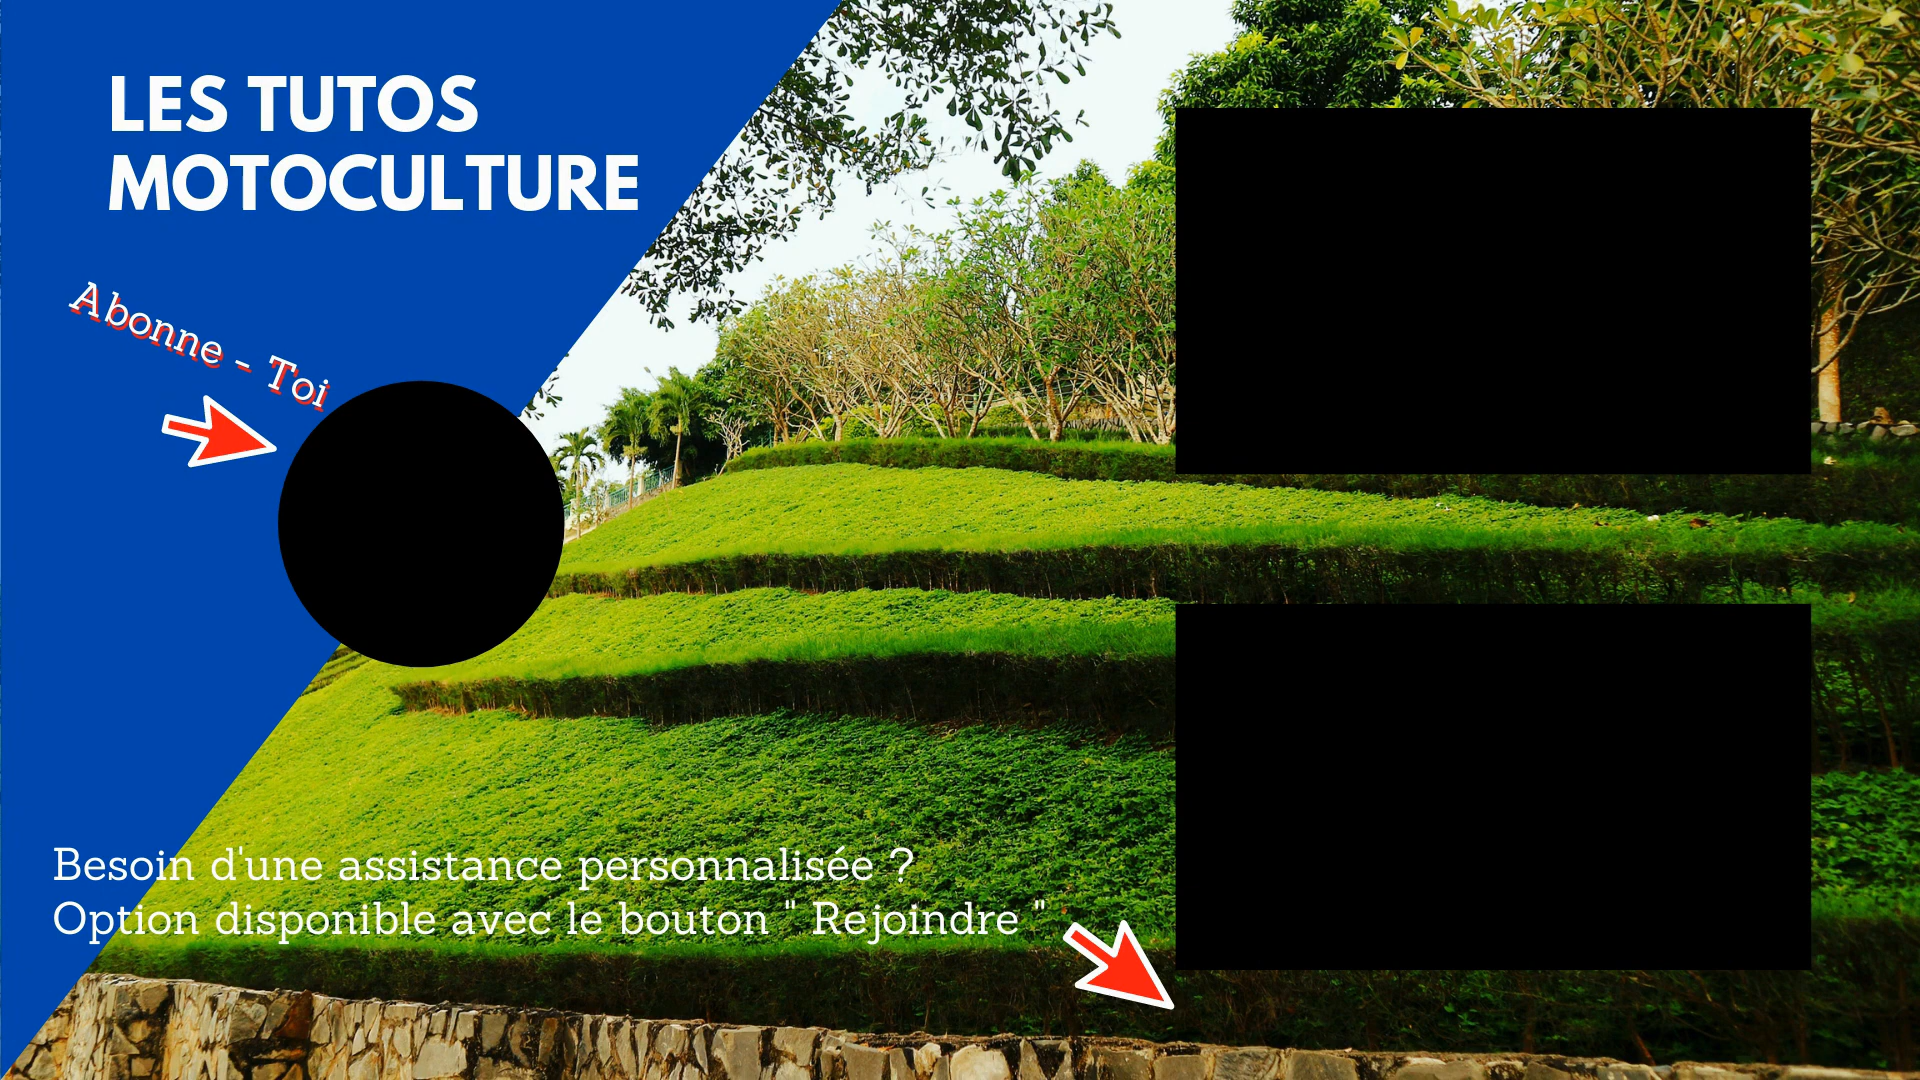 LES TUTOS
MOTOCULTURE
Abonne - Toi
Besoin d'une assistance personnalisée ?
Option disponible avec le bouton " Rejoindre "